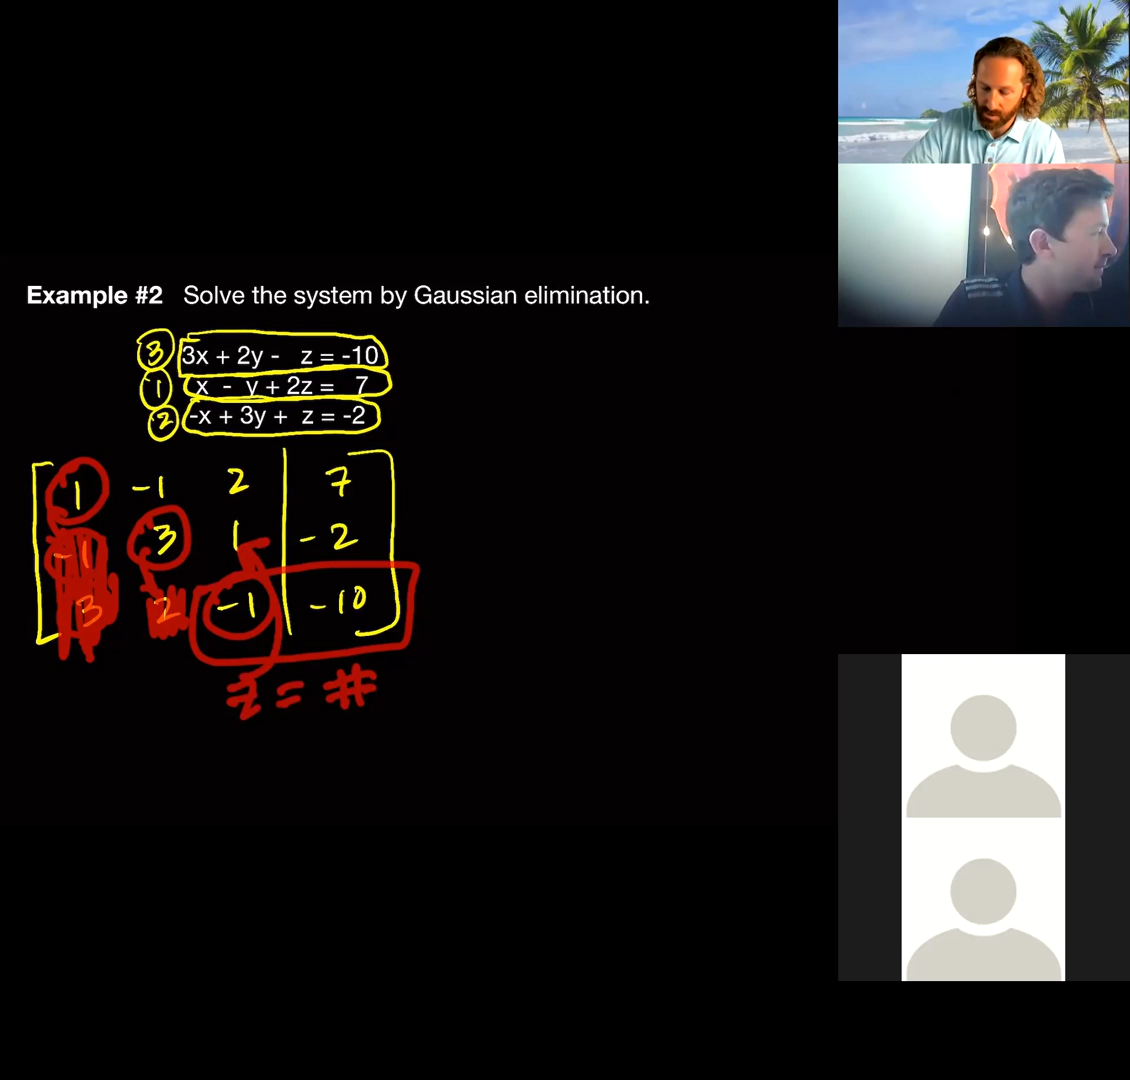 Example #2 Solve the system by Gaussian elimination.
3 3x + 2y - z = -10
1 x - y + 2z = 7
2 -x + 3y + z = -2
1 -1 2 7
-1 3 1 -2
3 2 -1 -10
z = #